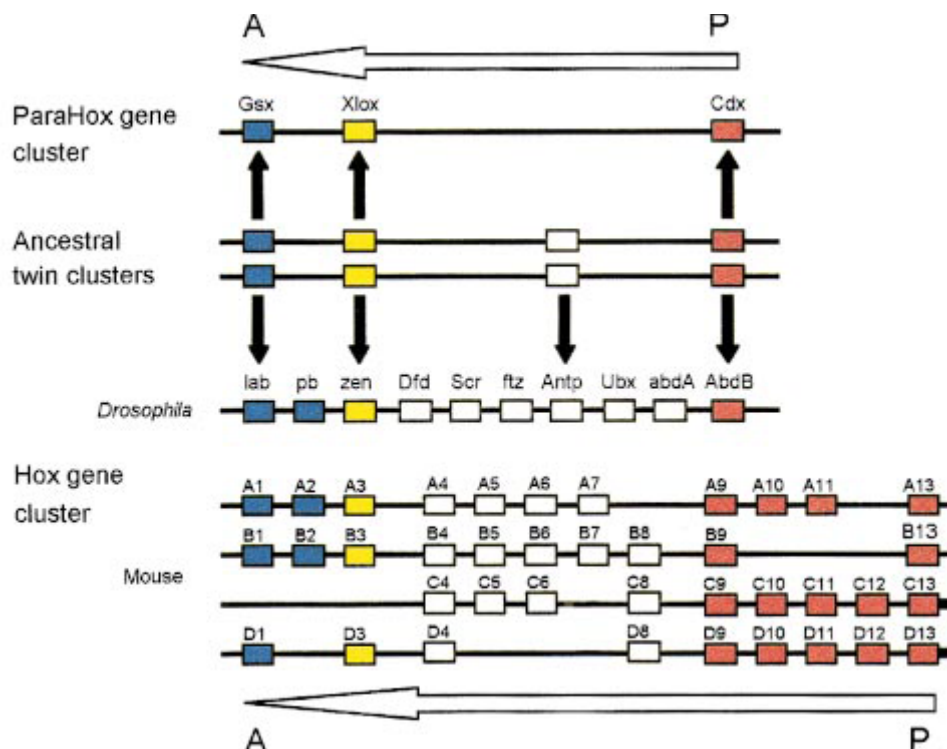 A P
Gsx Xlox Cdx
ParaHox gene
cluster
Ancestral
twin clusters
lab pb zen Dfd Scr ftz Antp Ubx abdA AbdB
Drosophila
Hox gene
cluster
A1 A2 A3 A4 A5 A6 A7 A9 A10 A11 A13
B1 B2 B3 B4 B5 B6 B7 B8 B9 B13
Mouse
C4 C5 C6 C8 C9 C10 C11 C12 C13
D1 D3 D4 D8 D9 D10 D11 D12 D13
A P